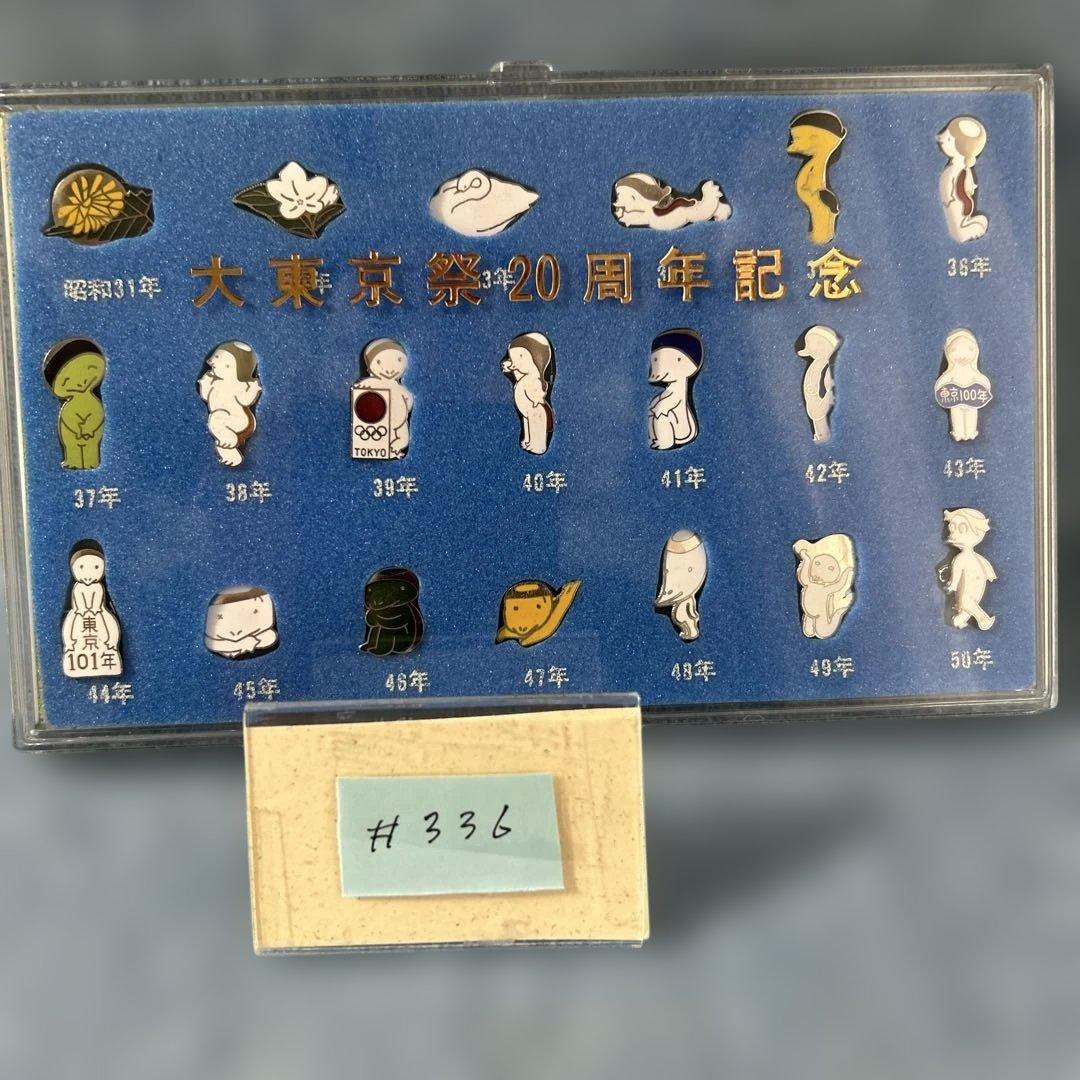 昭和31年
大東京祭20周年記念
36年
37年
38年
TOKYO
39年
40年
41年
42年
東京100年
43年
東京
101年
44年
45年
46年
47年
48年
49年
50年
#336